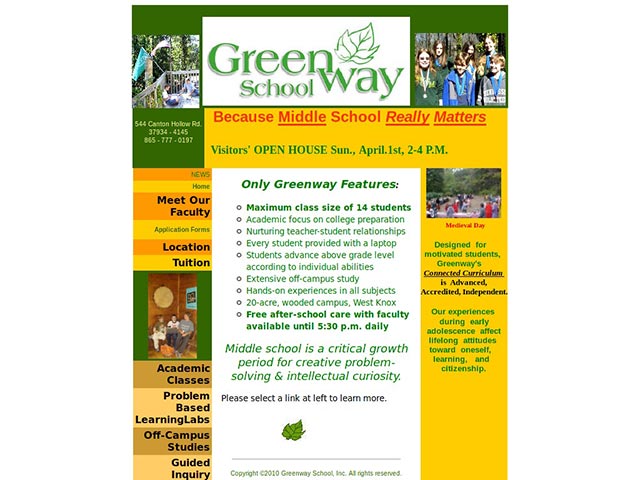 Greenway
School
544 Canton Hollow Rd.
37934 - 4145
865 - 777 - 0197
Because Middle School Really Matters
Visitors' OPEN HOUSE Sun., April.1st, 2-4 P.M.
NEWS
Home
Meet Our
Faculty
Application Forms
Location
Tuition
Academic
Classes
Problem
Based
LearningLabs
Off-Campus
Studies
Guided
Inquiry
Only Greenway Features:
Maximum class size of 14 students
Academic focus on college preparation
Nurturing teacher-student relationships
Every student provided with a laptop
Students advance above grade level
according to individual abilities
Extensive off-campus study
Hands-on experiences in all subjects
20-acre, wooded campus, West Knox
Free after-school care with faculty
available until 5:30 p.m. daily
Middle school is a critical growth
period for creative problem-
solving & intellectual curiosity.
Please select a link at left to learn more.
Copyright ©2010 Greenway School, Inc. All rights reserved.
Medieval Day
Designed for
motivated students,
Greenway's
Connected Curriculum
is Advanced,
Accredited, Independent.
Our experiences
during early
adolescence affect
lifelong attitudes
toward oneself,
learning, and
citizenship.